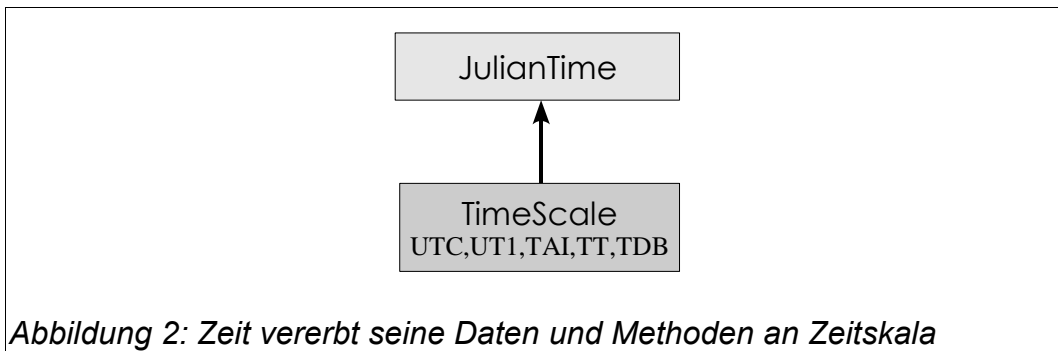 JulianTime
TimeScale
UTC,UT1,TAI,TT,TDB
Abbildung 2: Zeit vererbt seine Daten und Methoden an Zeitskala